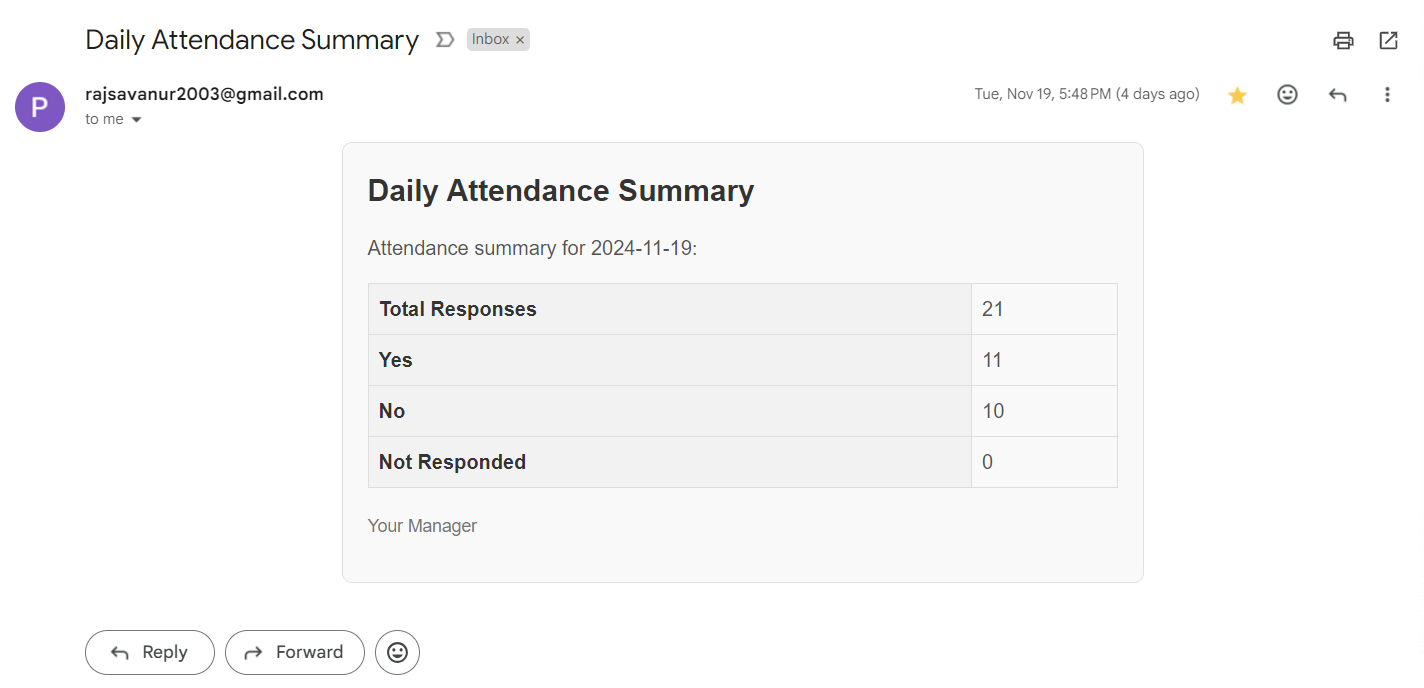 Daily Attendance Summary Inbox ×
P
rajsavanur2003@gmail.com Tue, Nov 19, 5:48 PM (4 days ago)
to me
Daily Attendance Summary
Attendance summary for 2024-11-19:
Total Responses 21
Yes 11
No 10
Not Responded 0
Your Manager
Reply Forward